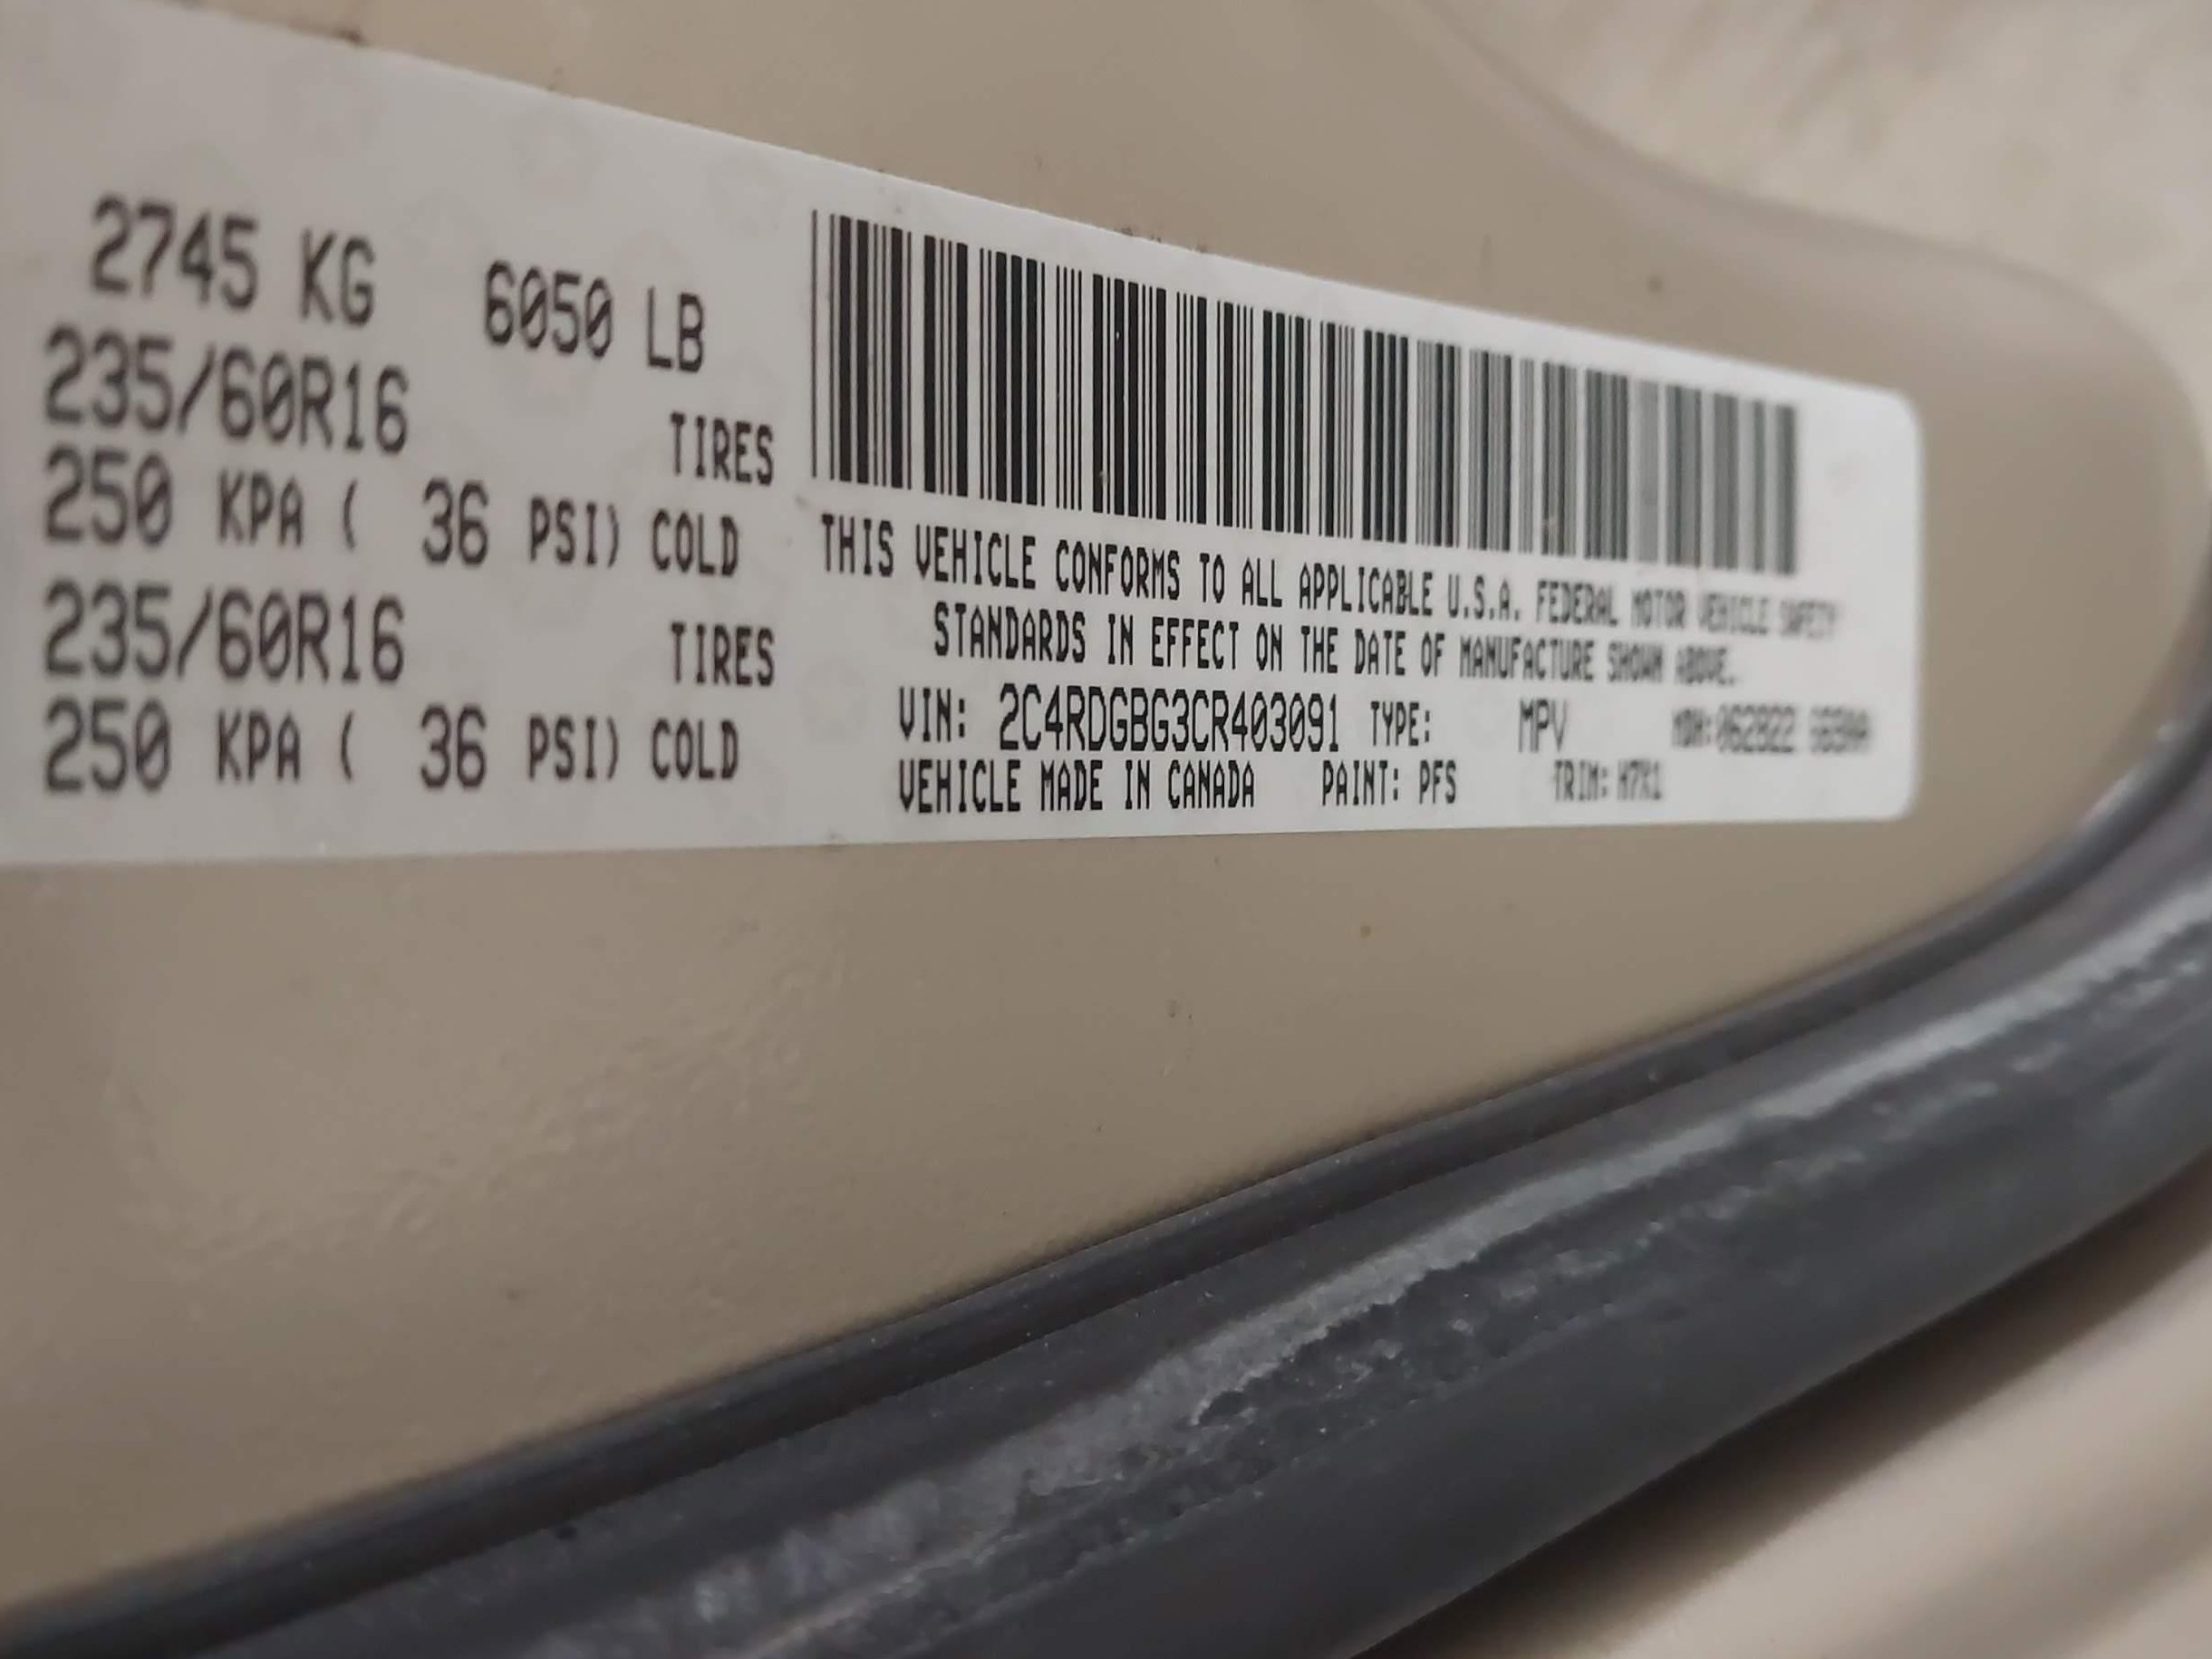 2745 KG 6050 LB
235/60R16 TIRES
250 KPA ( 36 PSI) COLD
235/60R16 TIRES
250 KPA ( 36 PSI) COLD
THIS VEHICLE CONFORMS TO ALL APPLICABLE U.S.A. FEDERAL MOTOR VEHICLE SAFETY
STANDARDS IN EFFECT ON THE DATE OF MANUFACTURE SHOWN ABOVE.
VIN: 2C4RDGBG3CR403091 TYPE: MPV MDH:
VEHICLE MADE IN CANADA PAINT: PFS TRIM: